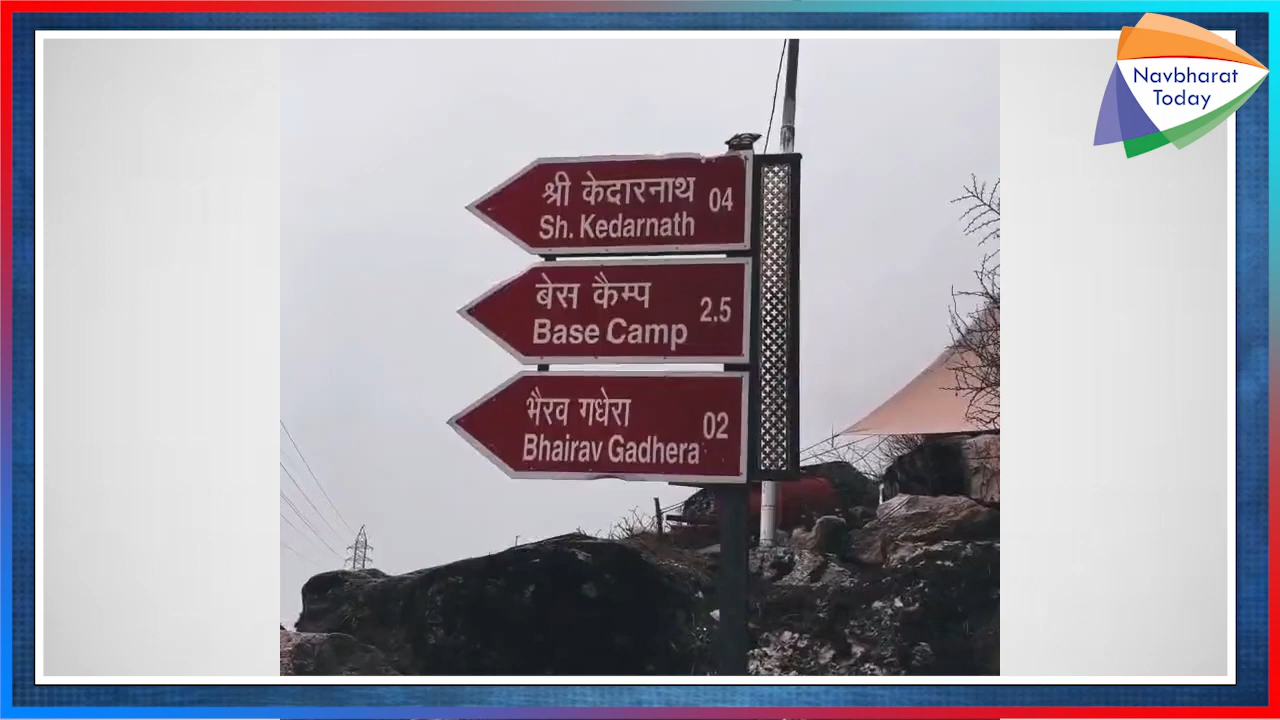 Navbharat
Today
श्री केदारनाथ
04
Sh. Kedarnath
बेस कैम्प
2.5
Base Camp
भैरव गधेरा
02
Bhairav Gadhera